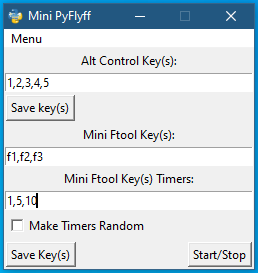 Mini PyFlyff
Menu
Alt Control Key(s):
1,2,3,4,5
Save key(s)
Mini Ftool Key(s):
f1,f2,f3
Mini Ftool Key(s) Timers:
1,5,10
Make Timers Random
Save Key(s) Start/Stop